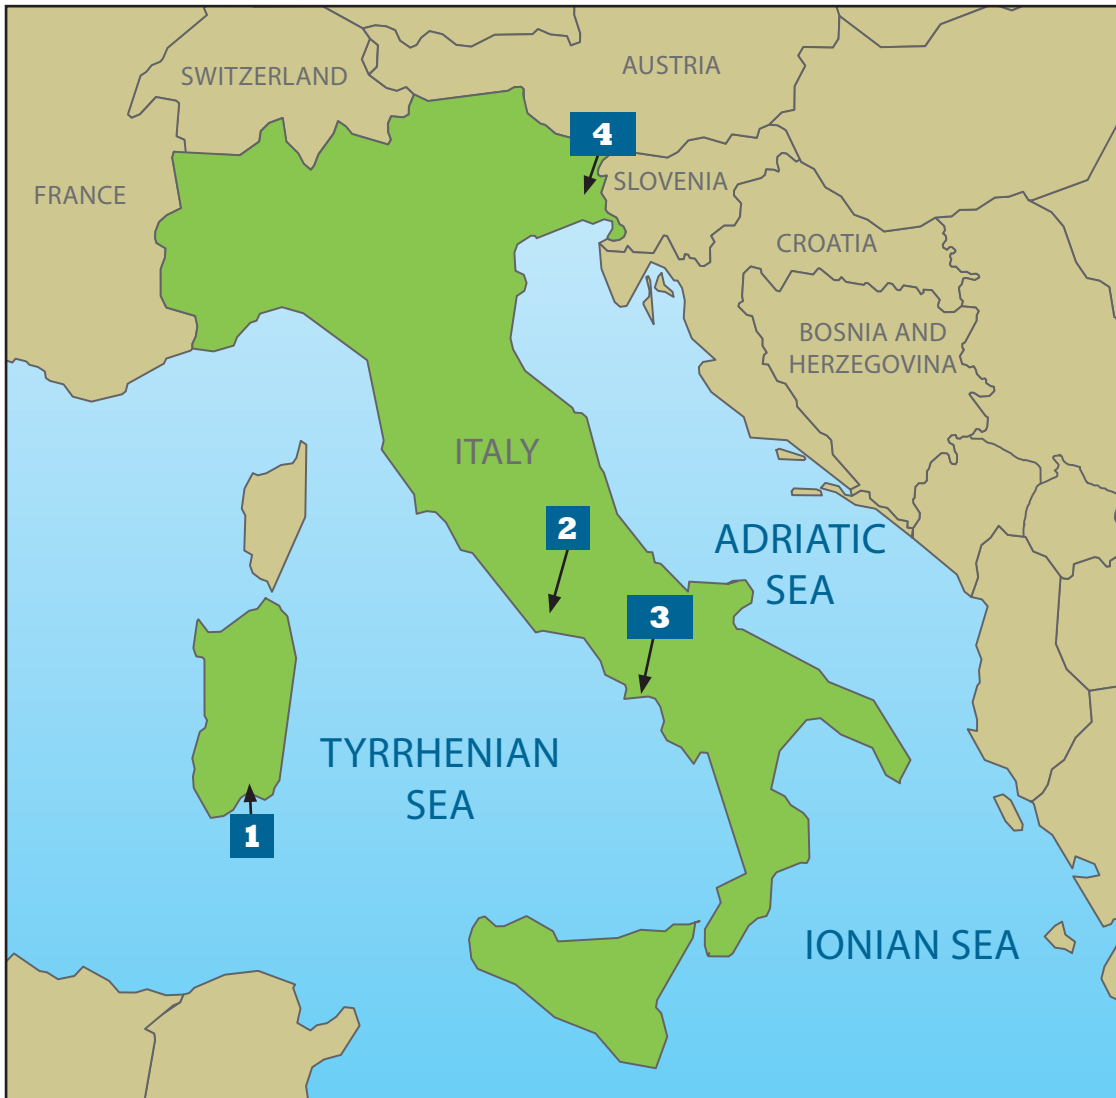 SWITZERLAND
AUSTRIA
4
FRANCE
SLOVENIA
CROATIA
BOSNIA AND
HERZEGOVINA
ITALY
2
ADRIATIC
SEA
3
TYRRHENIAN
SEA
1
IONIAN SEA